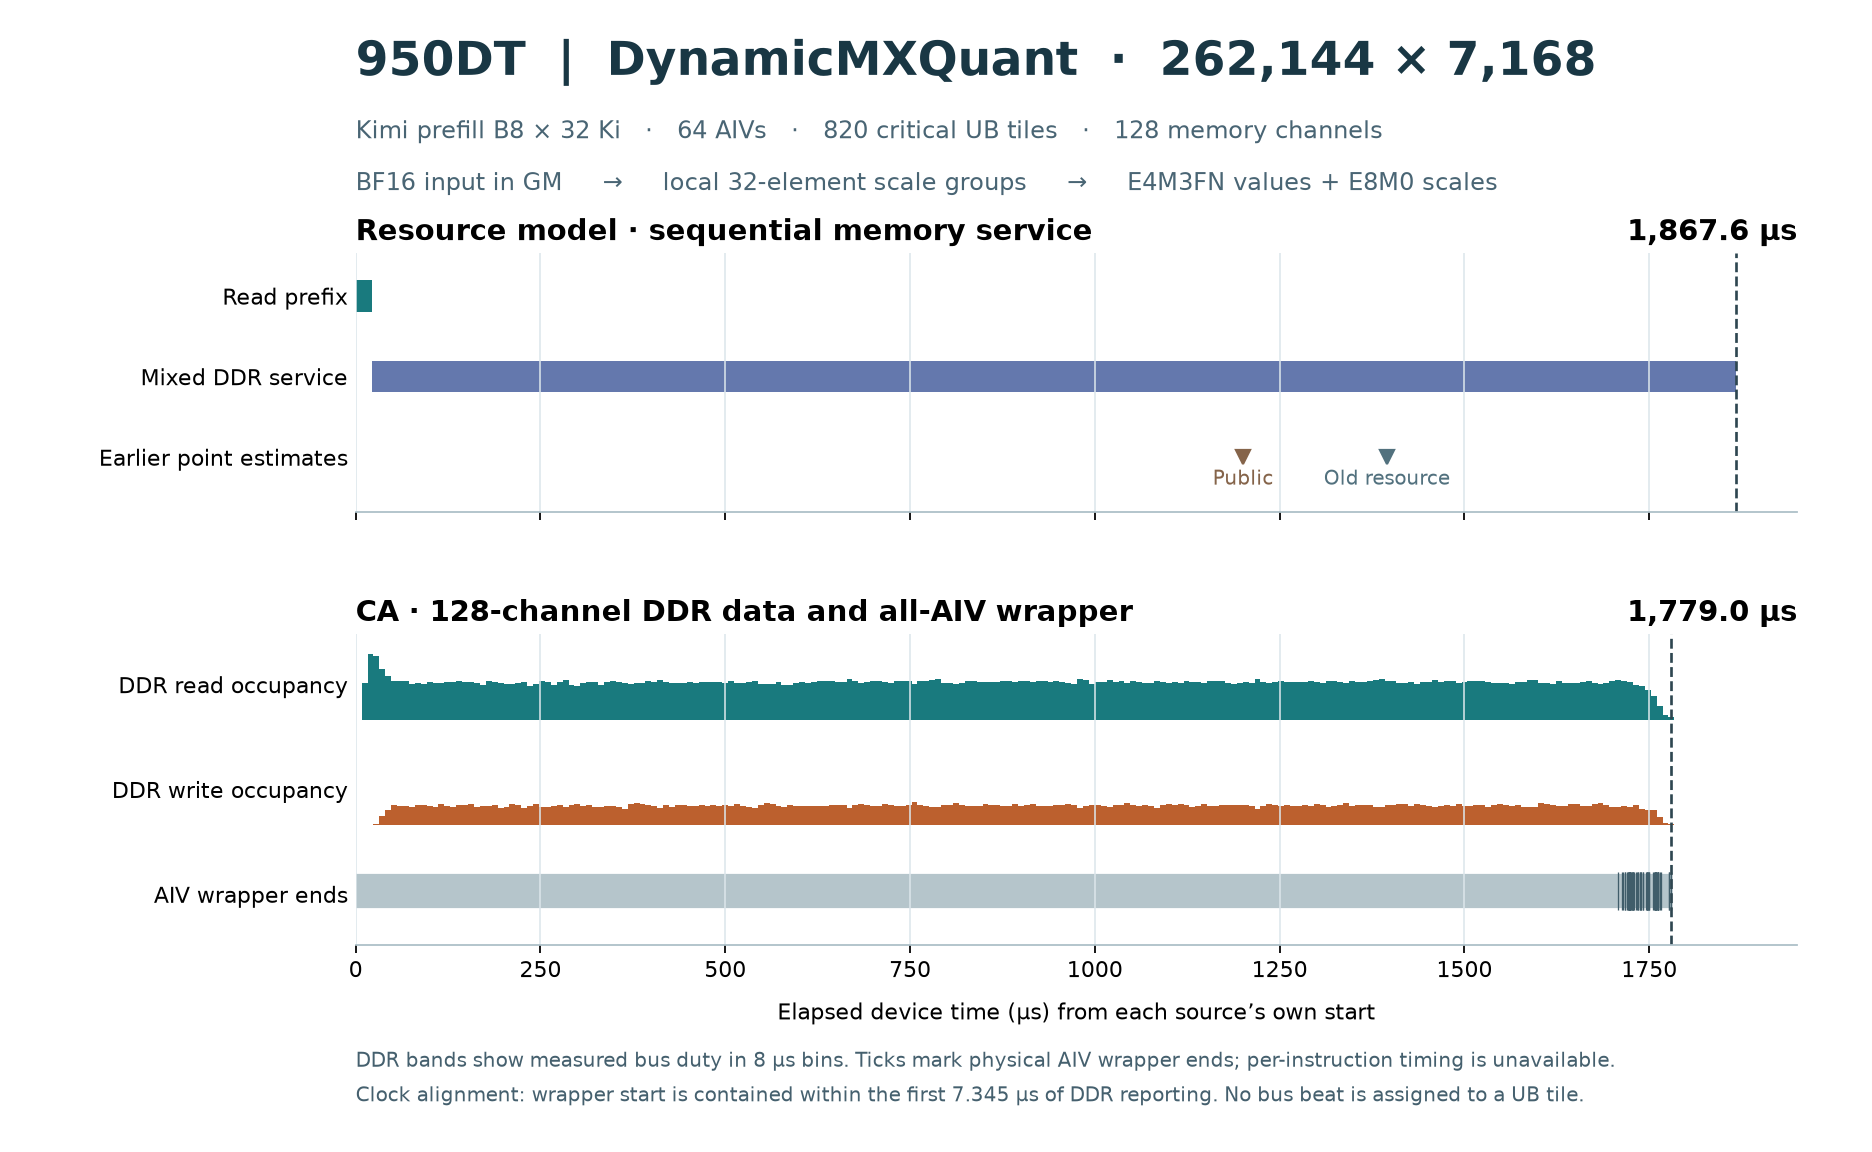 950DT | DynamicMXQuant · 262,144 × 7,168
Kimi prefill B8 × 32 Ki · 64 AIVs · 820 critical UB tiles · 128 memory channels
BF16 input in GM → local 32-element scale groups → E4M3FN values + E8M0 scales
Resource model · sequential memory service 1,867.6 µs
Read prefix
Mixed DDR service
Earlier point estimates
Public Old resource
CA · 128-channel DDR data and all-AIV wrapper 1,779.0 µs
DDR read occupancy
DDR write occupancy
AIV wrapper ends
0 250 500 750 1000 1250 1500 1750
Elapsed device time (µs) from each source’s own start
DDR bands show measured bus duty in 8 µs bins. Ticks mark physical AIV wrapper ends; per-instruction timing is unavailable.
Clock alignment: wrapper start is contained within the first 7.345 µs of DDR reporting. No bus beat is assigned to a UB tile.